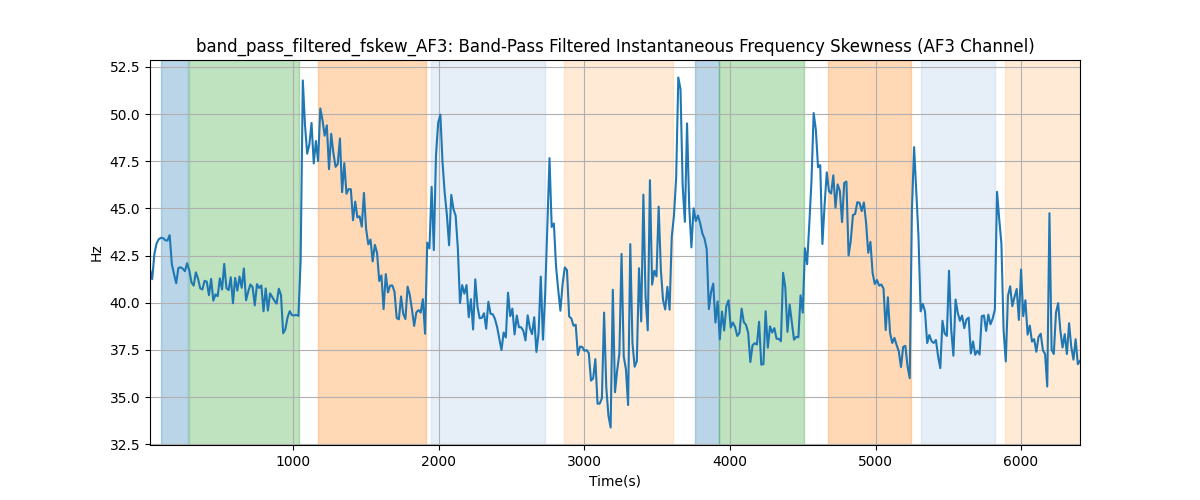 band_pass_filtered_fskew_AF3: Band-Pass Filtered Instantaneous Frequency Skewness (AF3 Channel)
52.5
50.0
47.5
45.0
42.5
40.0
37.5
35.0
32.5
Hz
1000 2000 3000 4000 5000 6000
Time(s)